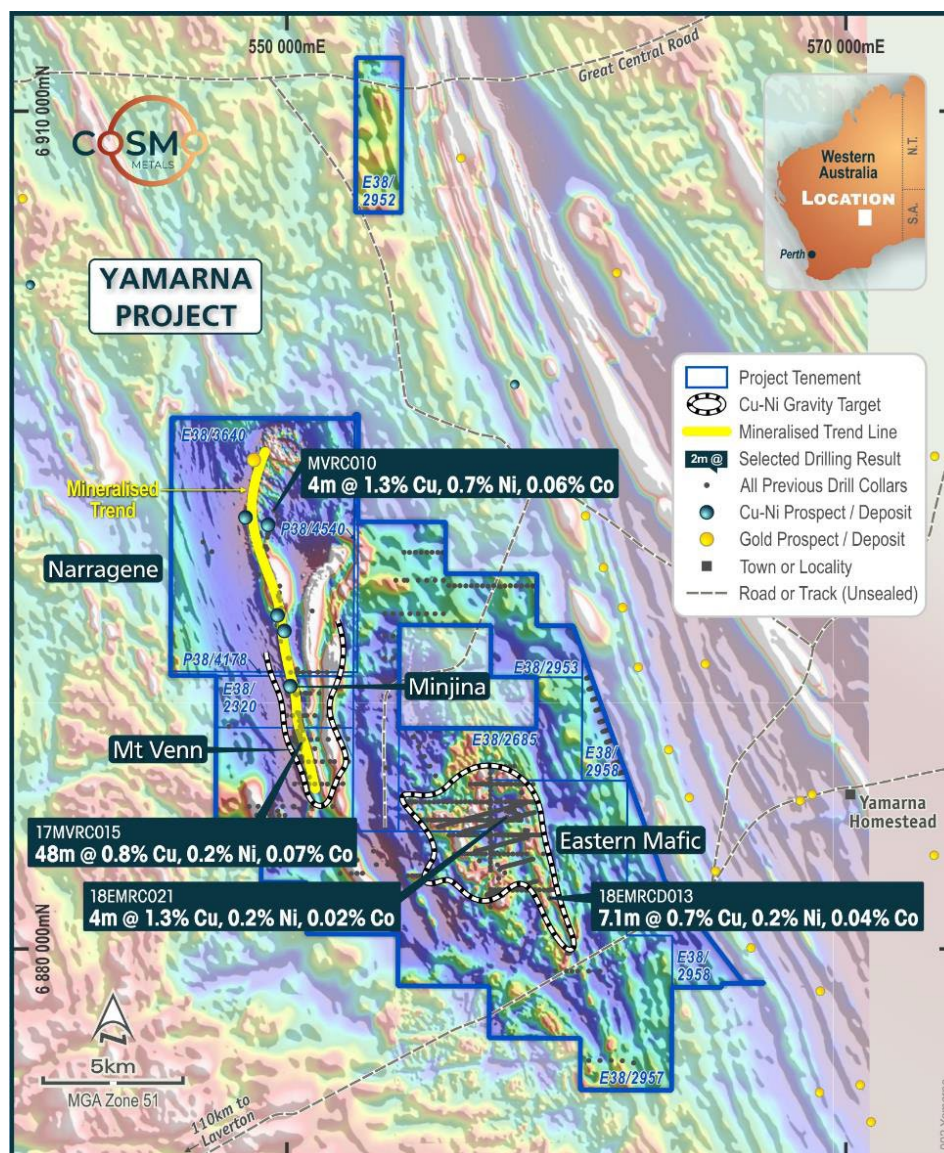 550 000mE
570 000mE
Great Central Road
6 910 000mN
COSMO
METALS
E38/
2952
Western
Australia
LOCATION
N.T.
S.A.
Perth
YAMARNA
PROJECT
Project Tenement
Cu-Ni Gravity Target
Mineralised Trend Line
2m @
Selected Drilling Result
All Previous Drill Collars
Cu-Ni Prospect / Deposit
Gold Prospect / Deposit
Town or Locality
Road or Track (Unsealed)
E38/3640
MVRC010
4m @ 1.3% Cu, 0.7% Ni, 0.06% Co
Mineralised
Trend
P38/4540
Narragene
P38/4178
E38/2953
Minjina
E38/
2320
E38/2685
Mt Venn
E38/
2958
Yamarna
Homestead
17MVRC015
48m @ 0.8% Cu, 0.2% Ni, 0.07% Co
Eastern Mafic
18EMRC021
4m @ 1.3% Cu, 0.2% Ni, 0.02% Co
18EMRCD013
7.1m @ 0.7% Cu, 0.2% Ni, 0.04% Co
6 880 000mN
E38/
2958
N
5km
MGA Zone 51
E38/2957
110km to
Laverton